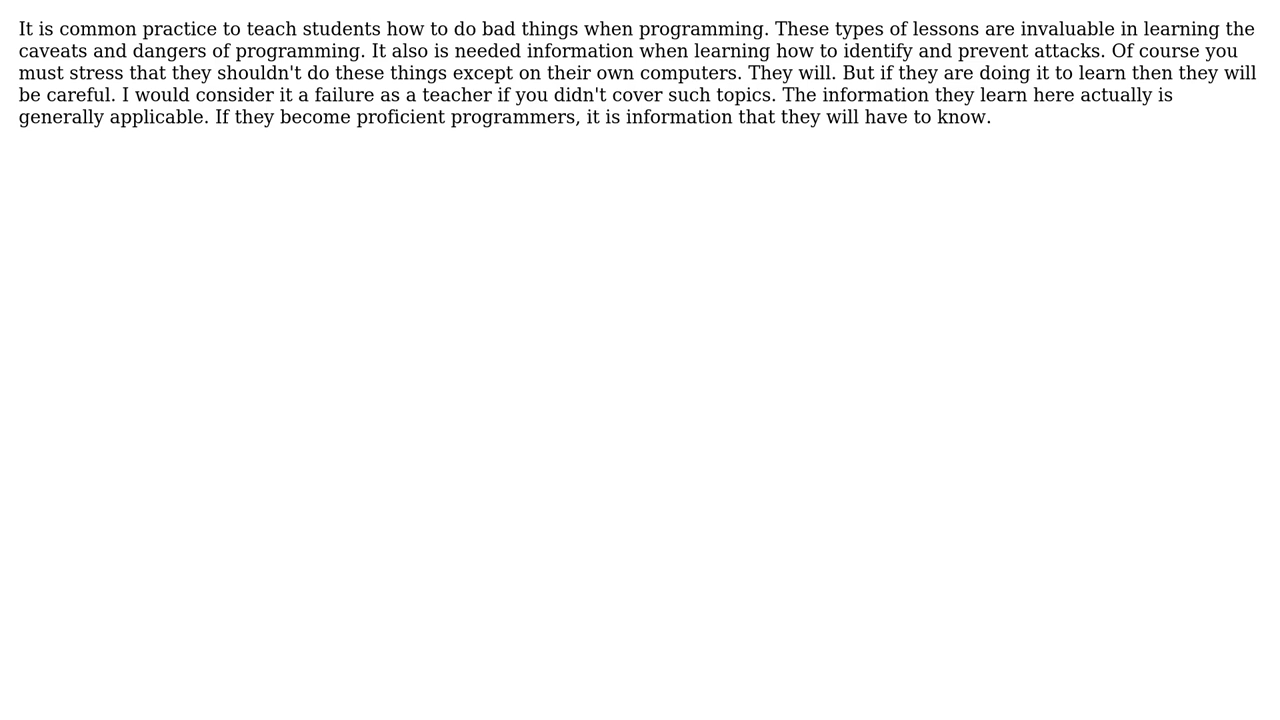 It is common practice to teach students how to do bad things when programming. These types of lessons are invaluable in learning the
caveats and dangers of programming. It also is needed information when learning how to identify and prevent attacks. Of course you
must stress that they shouldn't do these things except on their own computers. They will. But if they are doing it to learn then they will
be careful. I would consider it a failure as a teacher if you didn't cover such topics. The information they learn here actually is
generally applicable. If they become proficient programmers, it is information that they will have to know.